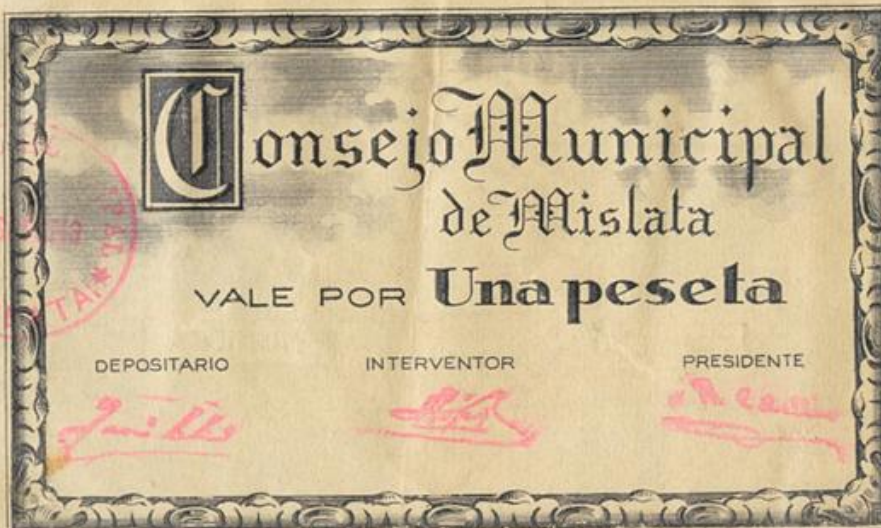 Consejo Municipal
de Mislata
VALE POR Una peseta
DEPOSITARIO INTERVENTOR PRESIDENTE